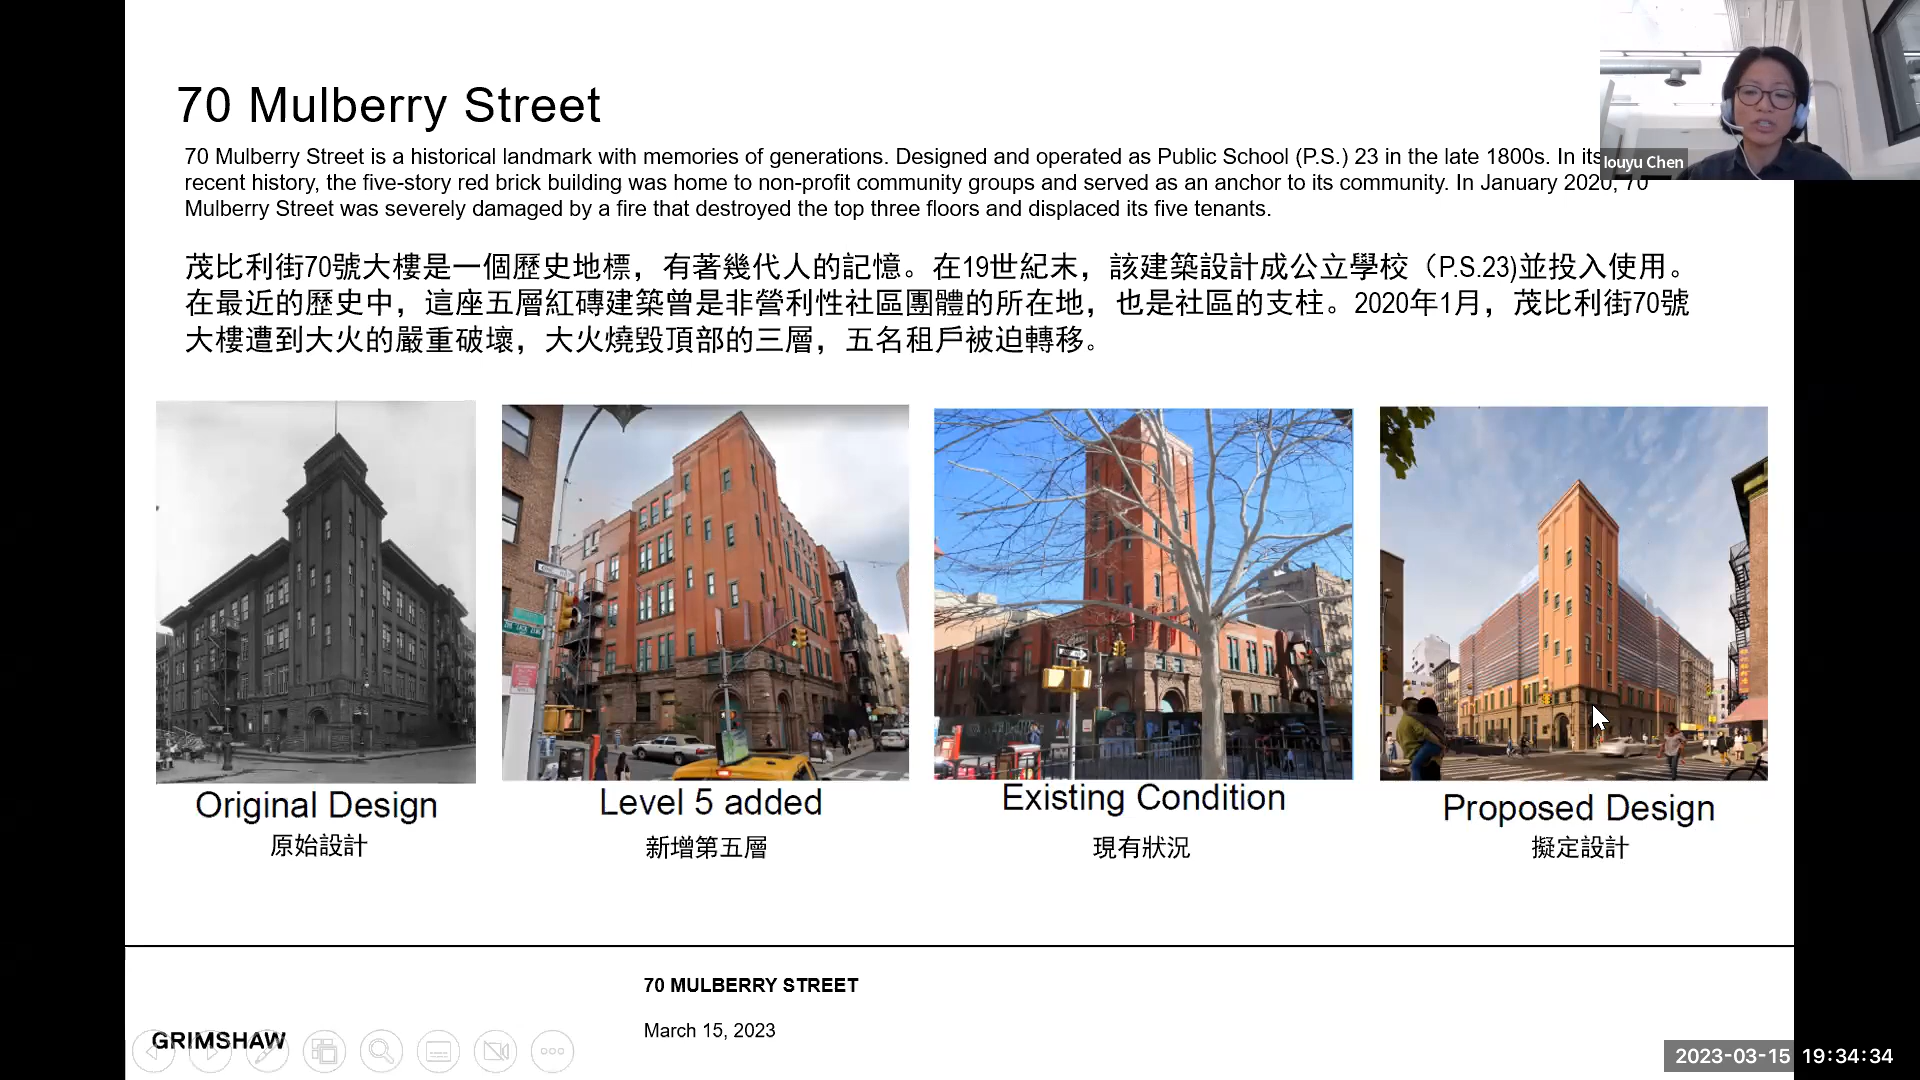 70 Mulberry Street
70 Mulberry Street is a historical landmark with memories of generations. Designed and operated as Public School (P.S.) 23 in the late 1800s. In its
recent history, the five-story red brick building was home to non-profit community groups and served as an anchor to its community. In January 2020, 70
Mulberry Street was severely damaged by a fire that destroyed the top three floors and displaced its five tenants.
Iouyu Chen
茂比利街70號大樓是一個歷史地標，有著幾代人的記憶。在19世紀末，該建築設計成公立學校（P.S.23)並投入使用。
在最近的歷史中，這座五層紅磚建築曾是非營利性社區團體的所在地，也是社區的支柱。2020年1月，茂比利街70號
大樓遭到大火的嚴重破壞，大火燒毀頂部的三層，五名租戶被迫轉移。
Original Design
原始設計
Level 5 added
新增第五層
Existing Condition
現有狀況
Proposed Design
擬定設計
70 MULBERRY STREET
March 15, 2023
GRIMSHAW
2023-03-15 19:34:34